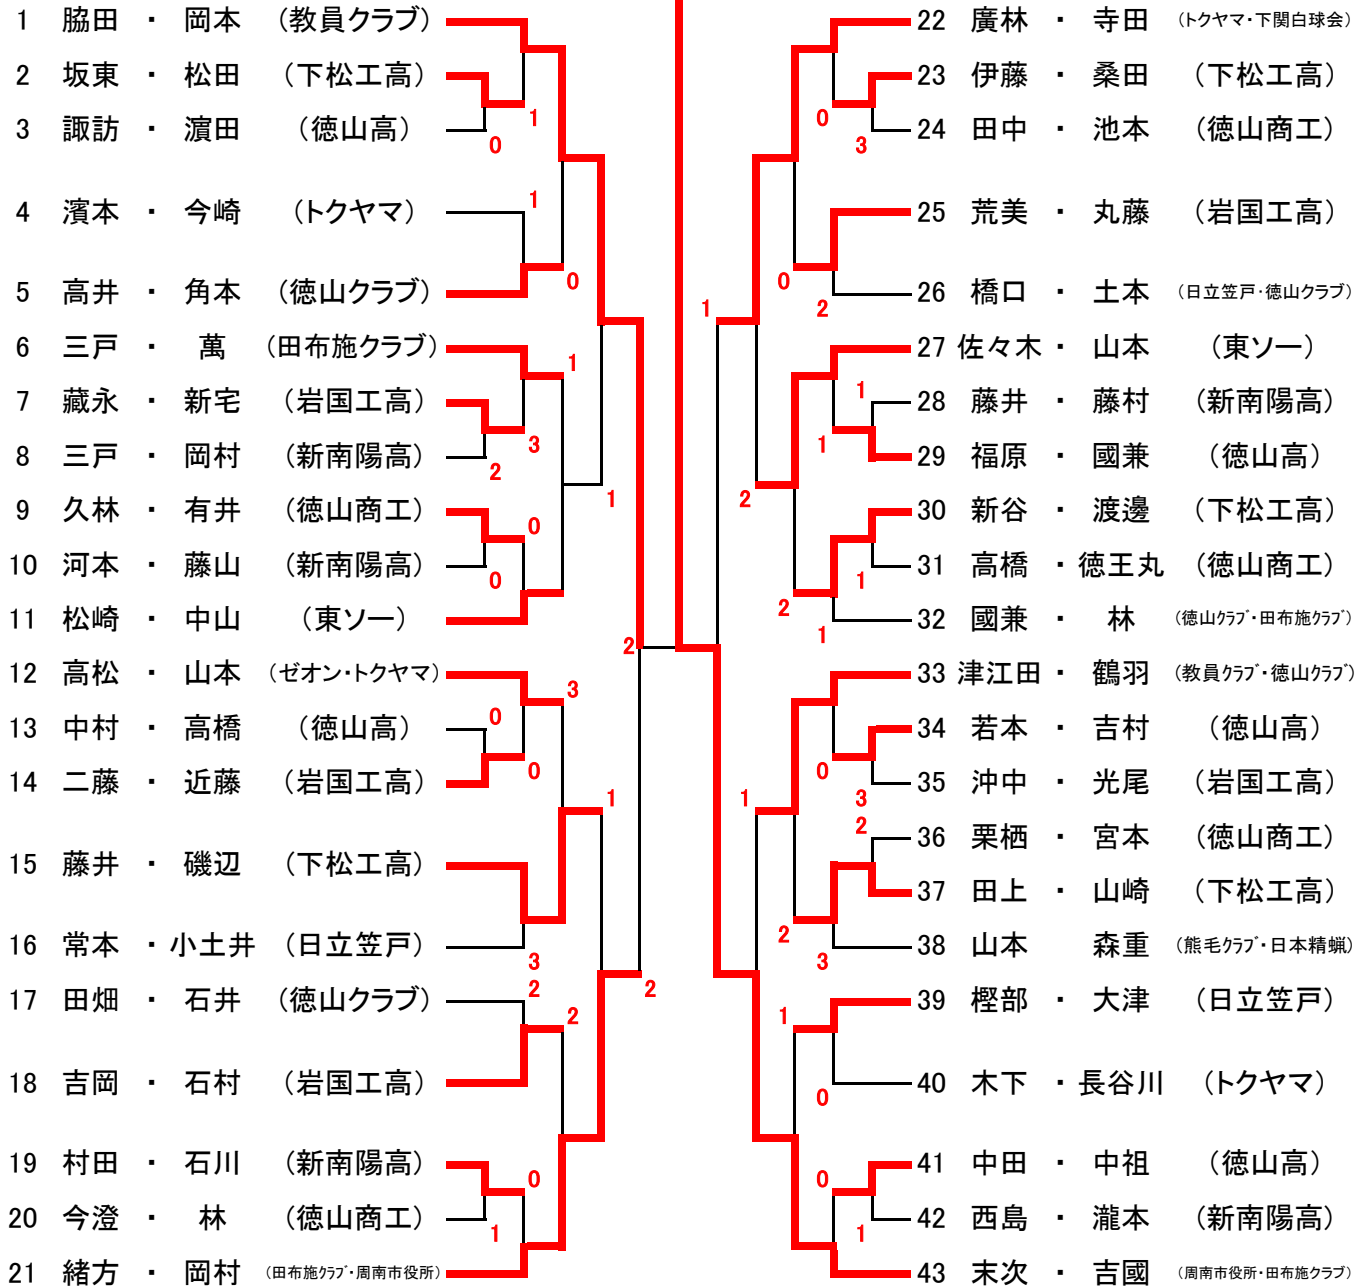 1 脇田 ・ 岡本 (教員クラブ)
2 坂東 ・ 松田 (下松工高)
1
3 諏訪 ・ 濵田 (徳山高)
0
1
4 濱本 ・ 今崎 (トクヤマ)
0
5 高井 ・ 角本 (徳山クラブ)
6 三戸 ・ 萬 (田布施クラブ)
1
7 藏永 ・ 新宅 (岩国工高)
3
8 三戸 ・ 岡村 (新南陽高)
2
1
9 久林 ・ 有井 (徳山商工)
0
10 河本 ・ 藤山 (新南陽高)
0
11 松崎 ・ 中山 (東ソー)
2
12 高松 ・ 山本 (ゼオン・トクヤマ)
3
0
13 中村 ・ 高橋 (徳山高)
0
14 二藤 ・ 近藤 (岩国工高)
1
15 藤井 ・ 磯辺 (下松工高)
16 常本 ・ 小土井 (日立笠戸)
3
2
2
17 田畑 ・ 石井 (徳山クラブ)
2
18 吉岡 ・ 石村 (岩国工高)
19 村田 ・ 石川 (新南陽高)
0
20 今澄 ・ 林 (徳山商工)
1
21 緒方 ・ 岡村 (田布施クラブ・周南市役所)
22 廣林 ・ 寺田 (トクヤマ・下関白球会)
23 伊藤 ・ 桑田 (下松工高)
0
24 田中 ・ 池本 (徳山商工)
3
25 荒美 ・ 丸藤 (岩国工高)
0
26 橋口 ・ 土本 (日立笠戸・徳山クラブ)
1
2
27 佐々木 ・ 山本 (東ソー)
1
28 藤井 ・ 藤村 (新南陽高)
1
29 福原 ・ 國兼 (徳山高)
2
30 新谷 ・ 渡邊 (下松工高)
31 高橋 ・ 徳王丸 (徳山商工)
1
2
32 國兼 ・ 林 (徳山クラブ・田布施クラブ)
1
33 津江田 ・ 鶴羽 (教員クラブ・徳山クラブ)
34 若本 ・ 吉村 (徳山高)
0
35 沖中 ・ 光尾 (岩国工高)
1
3
2
36 栗栖 ・ 宮本 (徳山商工)
37 田上 ・ 山崎 (下松工高)
2
38 山本 森重 (熊毛クラブ・日本精蝋)
3
39 樫部 ・ 大津 (日立笠戸)
1
40 木下 ・ 長谷川 (トクヤマ)
0
41 中田 ・ 中祖 (徳山高)
0
42 西島 ・ 瀧本 (新南陽高)
1
43 末次 ・ 吉國 (周南市役所・田布施クラブ)